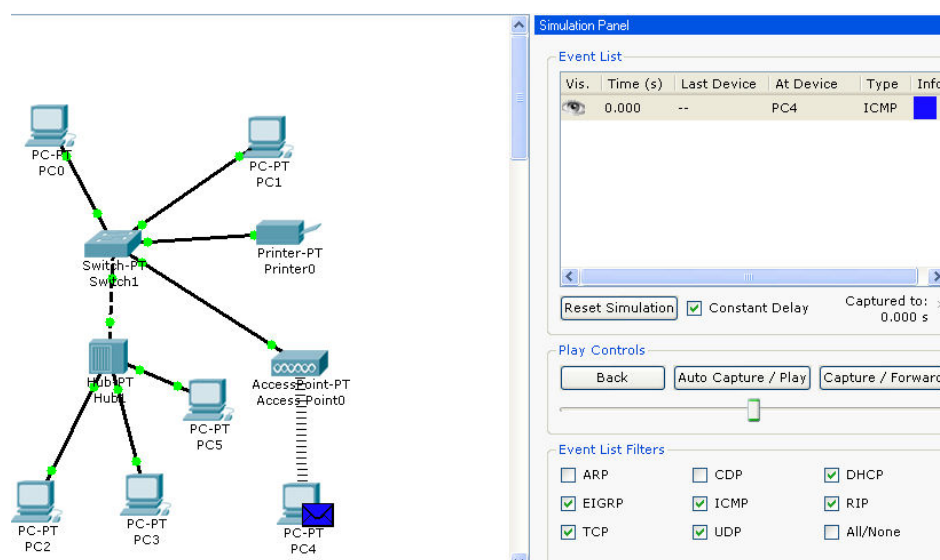 PC-PT
PC0
PC-PT
PC1
Printer-PT
Printer0
Switch-PT
Switch1
Hub-PT
Hub1
AccessPoint-PT
Access Point0
PC-PT
PC5
PC-PT
PC2
PC-PT
PC3
PC-PT
PC4
Simulation Panel
Event List
Vis. Time (s) Last Device At Device Type Info
0.000 -- PC4 ICMP
Reset Simulation Constant Delay Captured to:
0.000 s
Play Controls
Back Auto Capture / Play Capture / Forward
Event List Filters
ARP CDP DHCP
EIGRP ICMP RIP
TCP UDP All/None